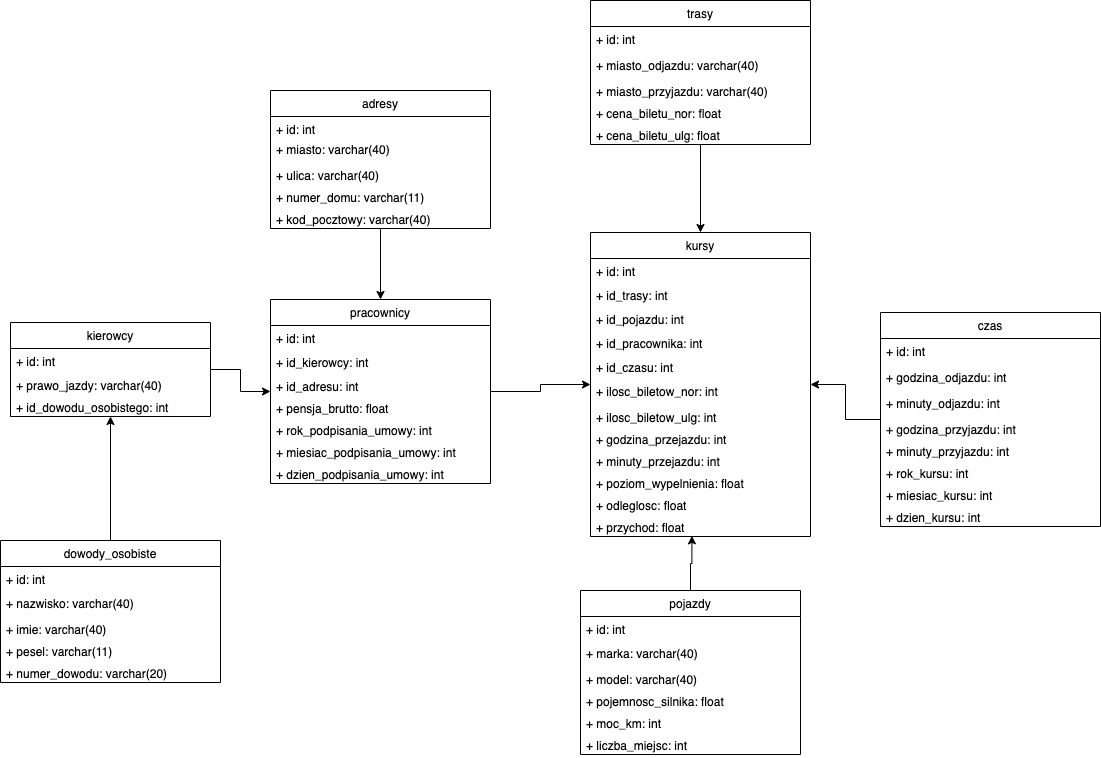 trasy
+ id: int
+ miasto_odjazdu: varchar(40)
+ miasto_przyjazdu: varchar(40)
+ cena_biletu_nor: float
+ cena_biletu_ulg: float
adresy
+ id: int
+ miasto: varchar(40)
+ ulica: varchar(40)
+ numer_domu: varchar(11)
+ kod_pocztowy: varchar(40)
kursy
+ id: int
+ id_trasy: int
+ id_pojazdu: int
+ id_pracownika: int
+ id_czasu: int
+ ilosc_biletow_nor: int
+ ilosc_biletow_ulg: int
+ godzina_przejazdu: int
+ minuty_przejazdu: int
+ poziom_wypelnienia: float
+ odleglosc: float
+ przychod: float
pracownicy
+ id: int
+ id_kierowcy: int
+ id_adresu: int
+ pensja_brutto: float
+ rok_podpisania_umowy: int
+ miesiac_podpisania_umowy: int
+ dzien_podpisania_umowy: int
kierowcy
+ id: int
+ prawo_jazdy: varchar(40)
+ id_dowodu_osobistego: int
czas
+ id: int
+ godzina_odjazdu: int
+ minuty_odjazdu: int
+ godzina_przyjazdu: int
+ minuty_przyjazdu: int
+ rok_kursu: int
+ miesiac_kursu: int
+ dzien_kursu: int
dowody_osobiste
+ id: int
+ nazwisko: varchar(40)
+ imie: varchar(40)
+ pesel: varchar(11)
+ numer_dowodu: varchar(20)
pojazdy
+ id: int
+ marka: varchar(40)
+ model: varchar(40)
+ pojemnosc_silnika: float
+ moc_km: int
+ liczba_miejsc: int